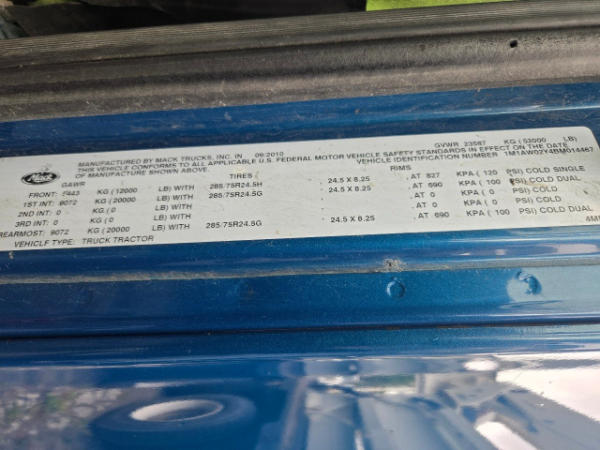 MANUFACTURED BY MACK TRUCKS, INC. IN 09/2010 GVWR 23587 KG (53000 LB)
THIS VEHICLE CONFORMS TO ALL APPLICABLE U.S. FEDERAL MOTOR VEHICLE SAFETY STANDARDS IN EFFECT ON THE DATE
OF MANUFACTURE SHOWN ABOVE. VEHICLE IDENTIFICATION NUMBER 1M1AW02Y4BM014467
Mack
GAWR TIRES RIMS
FRONT: 5443 KG (12000 LB) WITH 285/75R24.5H 24.5 X 8.25 , AT 827 KPA (120 PSI) COLD SINGLE
1ST INT: 9072 KG (20000 LB) WITH 285/75R24.5G 24.5 X 8.25 , AT 690 KPA (100 PSI) COLD DUAL
2ND INT: 0 KG (0 LB) WITH , AT 0 KPA (0 PSI) COLD DUAL
3RD INT: 0 KG (0 LB) WITH , AT 0 KPA (0 PSI) COLD DUAL
REARMOST: 9072 KG (20000 LB) WITH 285/75R24.5G 24.5 X 8.25 , AT 690 KPA (100 PSI) COLD DUAL
VEHICLE TYPE: TRUCK TRACTOR